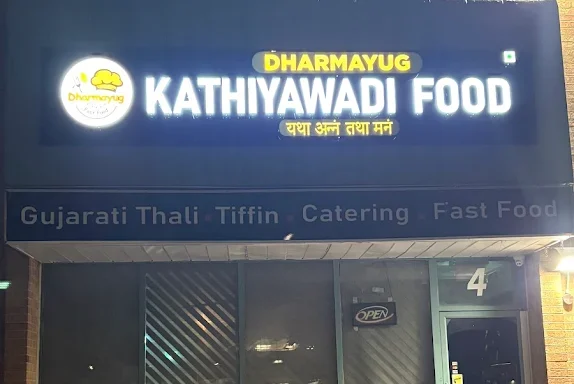 DHARMAYUG
Dharmayug
KATHIYAWADI FOOD
यथा अन्नं तथा मनं
Gujarati Thali · Tiffin · Catering · Fast Food
4
OPEN